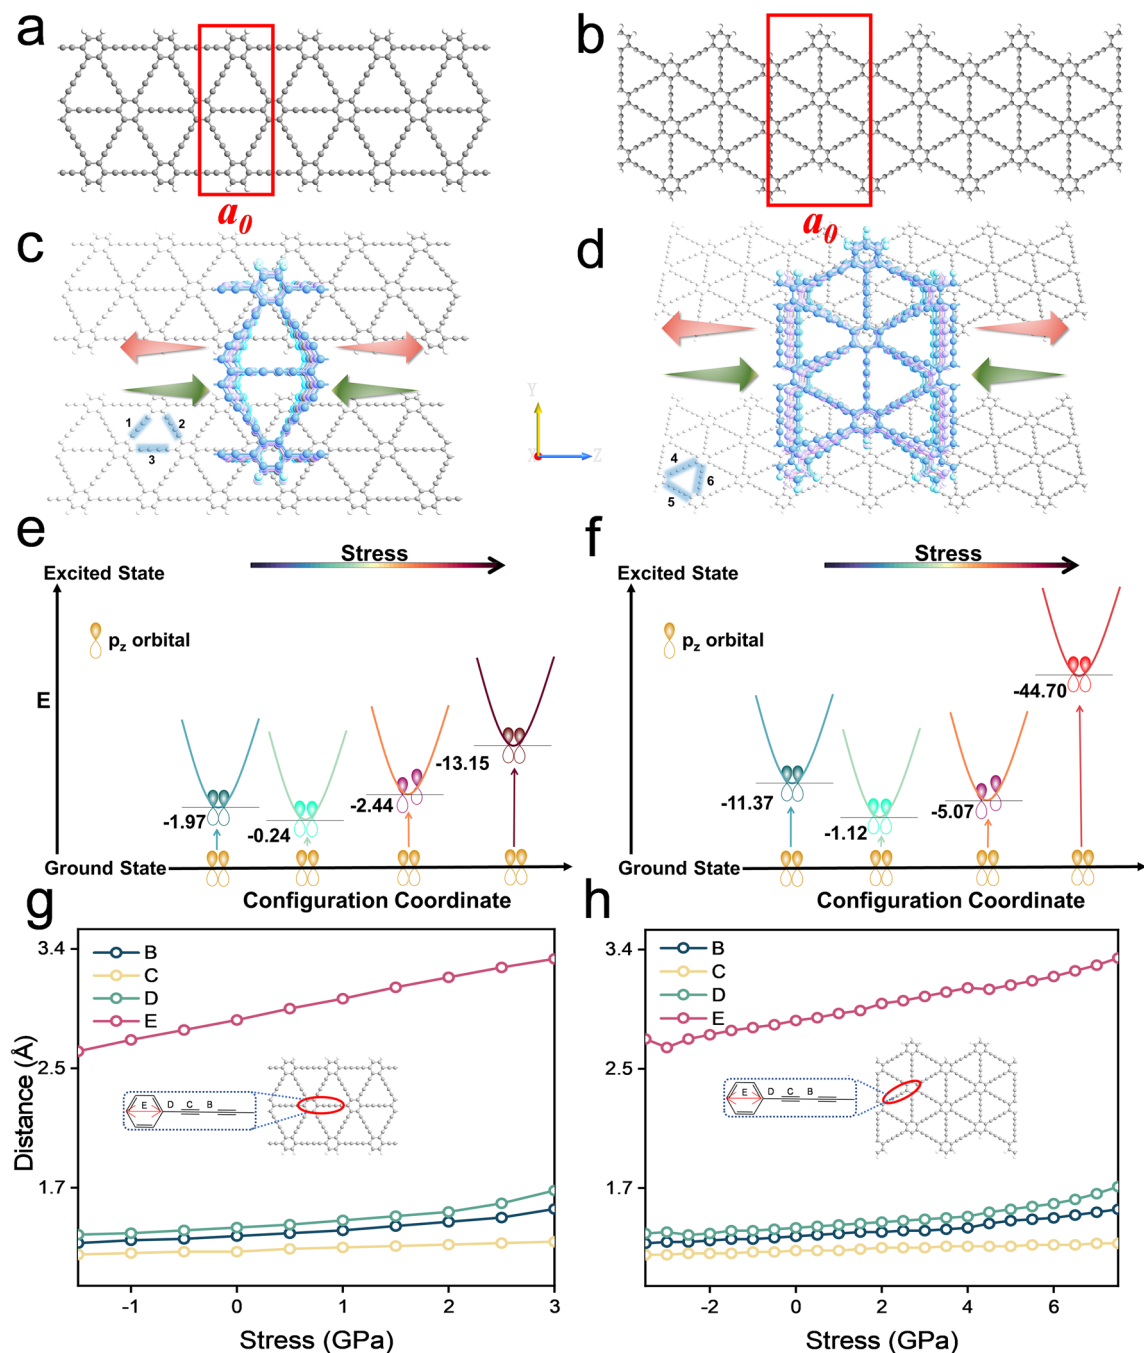 a
b
a0
a0
c
d
1
2
3
Y
Z
4
6
5
e
f
Stress
Stress
Excited State
Excited State
pz orbital
pz orbital
E
-1.97
-0.24
-2.44
-13.15
-11.37
-1.12
-5.07
-44.70
Ground State
Ground State
Configuration Coordinate
Configuration Coordinate
g
h
3.4
2.5
1.7
Distance (Å)
B
C
D
E
E
D
C
B
-1
0
1
2
3
Stress (GPa)
3.4
2.5
1.7
B
C
D
E
E
D
C
B
-2
0
2
4
6
Stress (GPa)